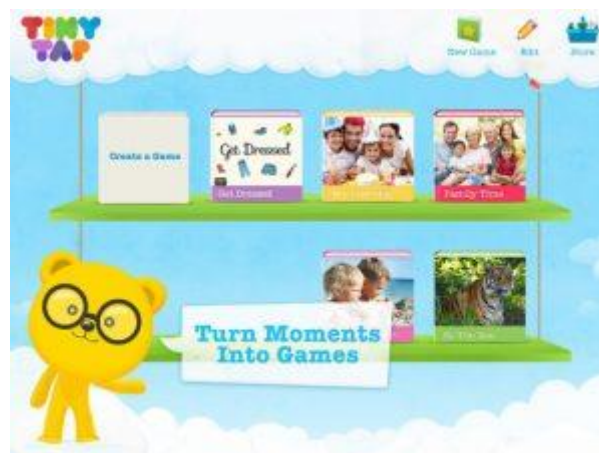 TINY
TAP
New Game
Edit
Store
Create a Game
Get Dressed
Get Dressed
Family Time
Turn Moments
Into Games